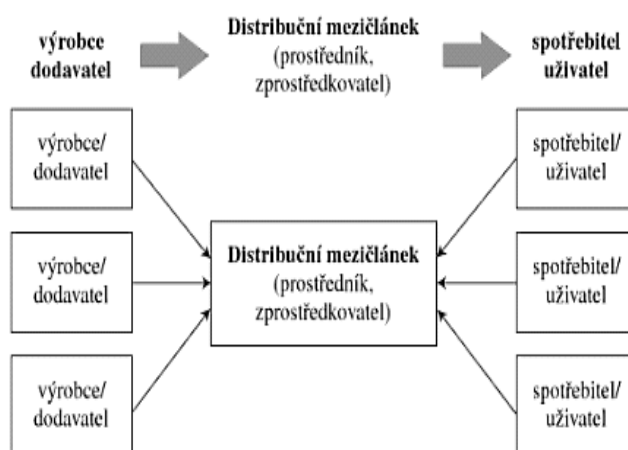 výrobce
dodavatel
Distribuční mezičlánek
(prostředník,
zprostředkovatel)
spotřebitel
uživatel
výrobce/
dodavatel
spotřebitel/
uživatel
výrobce/
dodavatel
Distribuční mezičlánek
(prostředník,
zprostředkovatel)
spotřebitel/
uživatel
výrobce/
dodavatel
spotřebitel/
uživatel